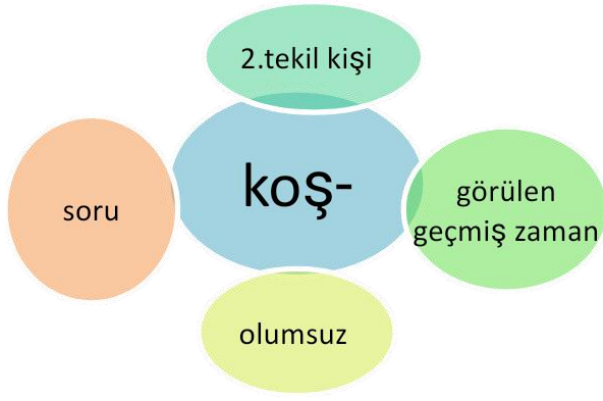 2.tekil kişi
koş-
soru
görülen
geçmiş zaman
olumsuz